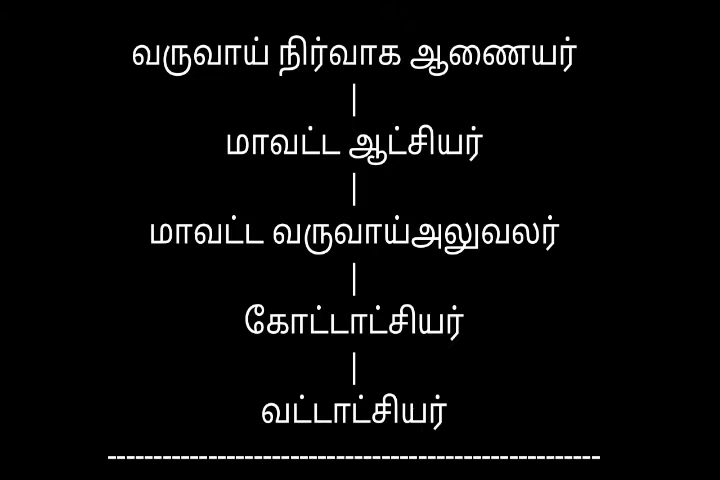 வருவாய் நிர்வாக ஆணையர்
|
மாவட்ட ஆட்சியர்
|
மாவட்ட வருவாய்அலுவலர்
|
கோட்டாட்சியர்
|
வட்டாட்சியர்
------------------------------------------------------